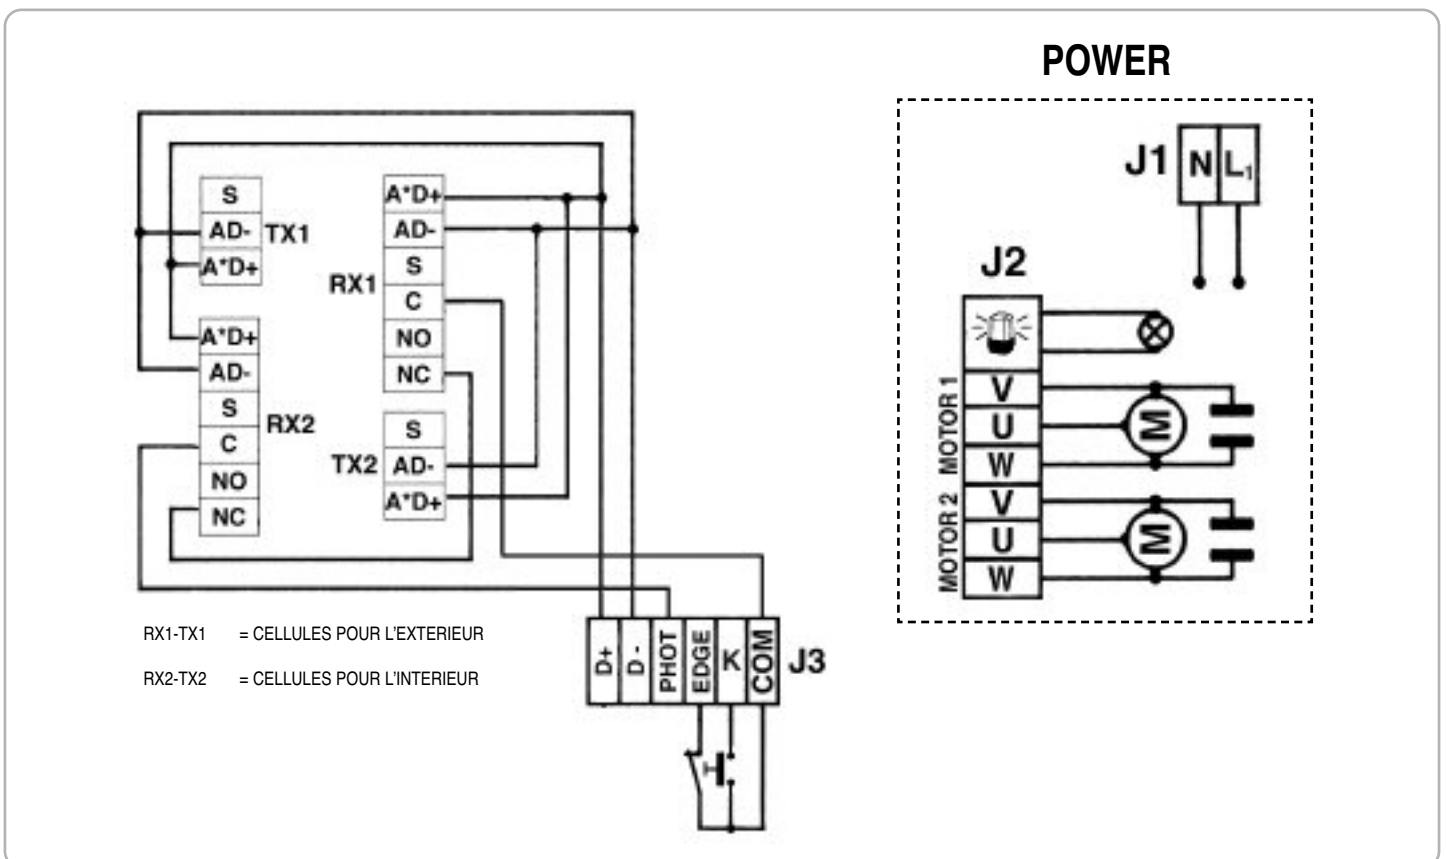 POWER
J1
N L1
J2
MOTOR 1
V
U
W
M
MOTOR 2
V
U
W
M
S
AD-
A*D+
TX1
A*D+
AD-
S
C
NO
NC
RX2
A*D+
AD-
S
C
NO
NC
RX1
S
AD-
A*D+
TX2
RX1-TX1 = CELLULES POUR L'EXTERIEUR
RX2-TX2 = CELLULES POUR L'INTERIEUR
D+ D - PHOT EDGE K COM
J3